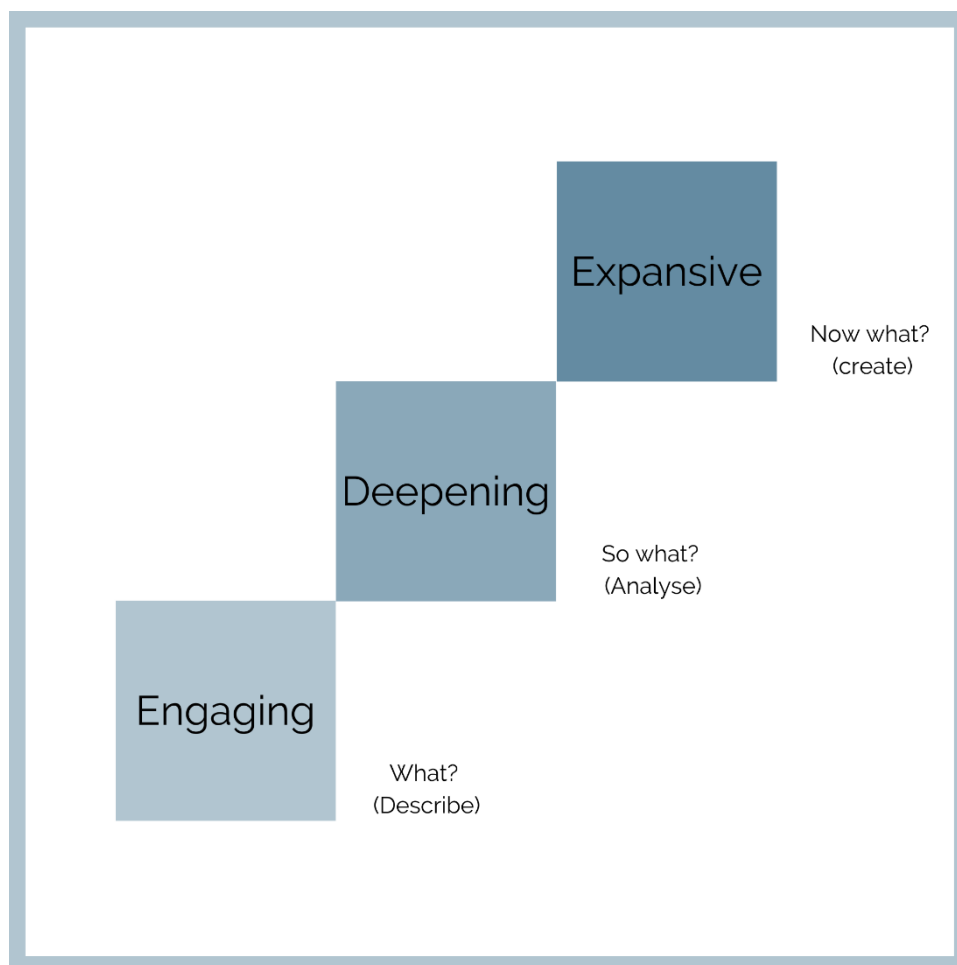 Expansive
Now what?
(create)
Deepening
So what?
(Analyse)
Engaging
What?
(Describe)